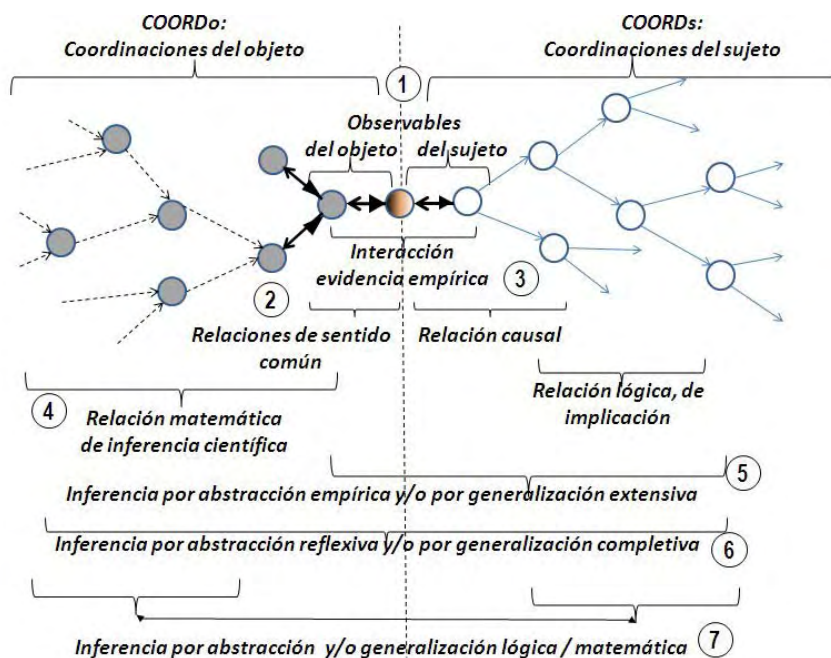 COORDo:
Coordinaciones del objeto
COORDs:
Coordinaciones del sujeto
1
Observables
del objeto
del sujeto
Interacción
evidencia empírica
3
2
Relaciones de sentido
común
Relación causal
4
Relación matemática
de inferencia científica
Relación lógica, de
implicación
5
Inferencia por abstracción empírica y/o por generalización extensiva
Inferencia por abstracción reflexiva y/o por generalización completiva
6
Inferencia por abstracción y/o generalización lógica / matemática
7